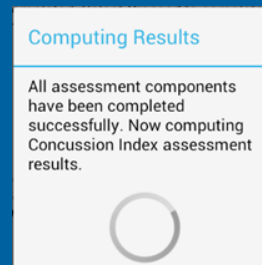 Computing Results
All assessment components
have been completed
successfully. Now computing
Concussion Index assessment
results.